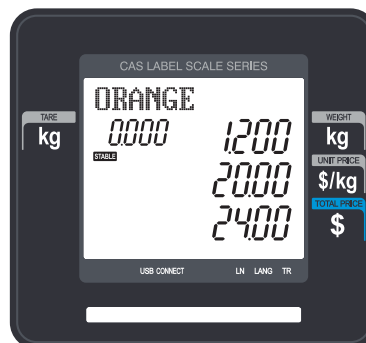 CAS LABEL SCALE SERIES
ORANGE
TARE
kg
0.000
STABLE
1.200
20.00
24.00
WEIGHT
kg
UNIT PRICE
$/kg
TOTAL PRICE
$
USB CONNECT LN LANG TR